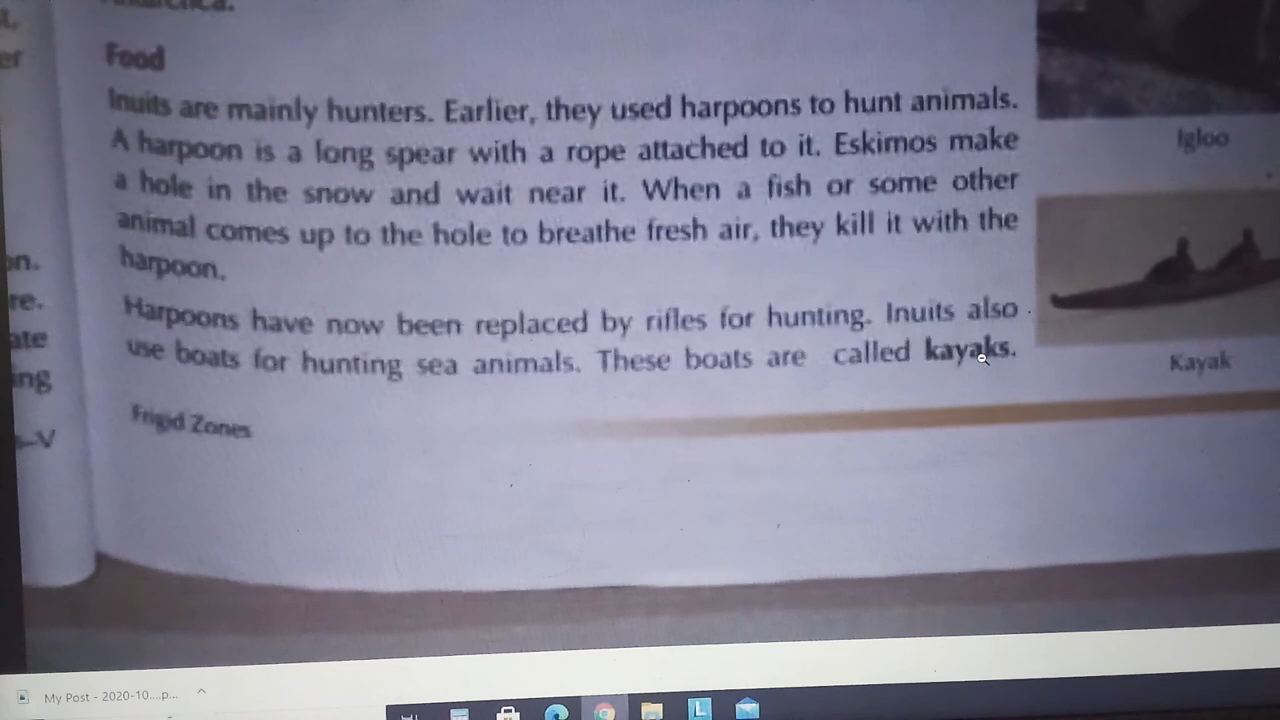 Food
Inuits are mainly hunters. Earlier, they used harpoons to hunt animals.
A harpoon is a long spear with a rope attached to it. Eskimos make
a hole in the snow and wait near it. When a fish or some other
animal comes up to the hole to breathe fresh air, they kill it with the
harpoon.
Harpoons have now been replaced by rifles for hunting. Inuits also
use boats for hunting sea animals. These boats are called kayaks.
Igloo
Kayak
Frigid Zones
on.
re.
ate
ing
-V
My Post - 2020-10....p...